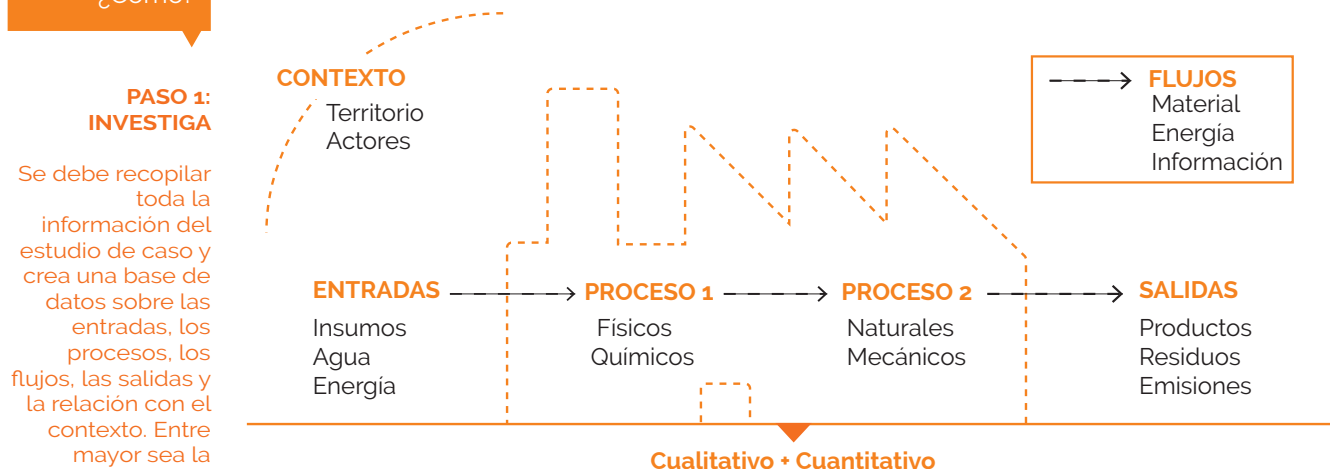 ¿Cómo?
PASO 1:
INVESTIGA
Se debe recopilar
toda la
información del
estudio de caso y
crea una base de
datos sobre las
entradas, los
procesos, los
flujos, las salidas y
la relación con el
contexto. Entre
mayor sea la
CONTEXTO
Territorio
Actores
FLUJOS
Material
Energía
Información
ENTRADAS
Insumos
Agua
Energía
PROCESO 1
Físicos
Químicos
PROCESO 2
Naturales
Mecánicos
SALIDAS
Productos
Residuos
Emisiones
Cualitativo + Cuantitativo